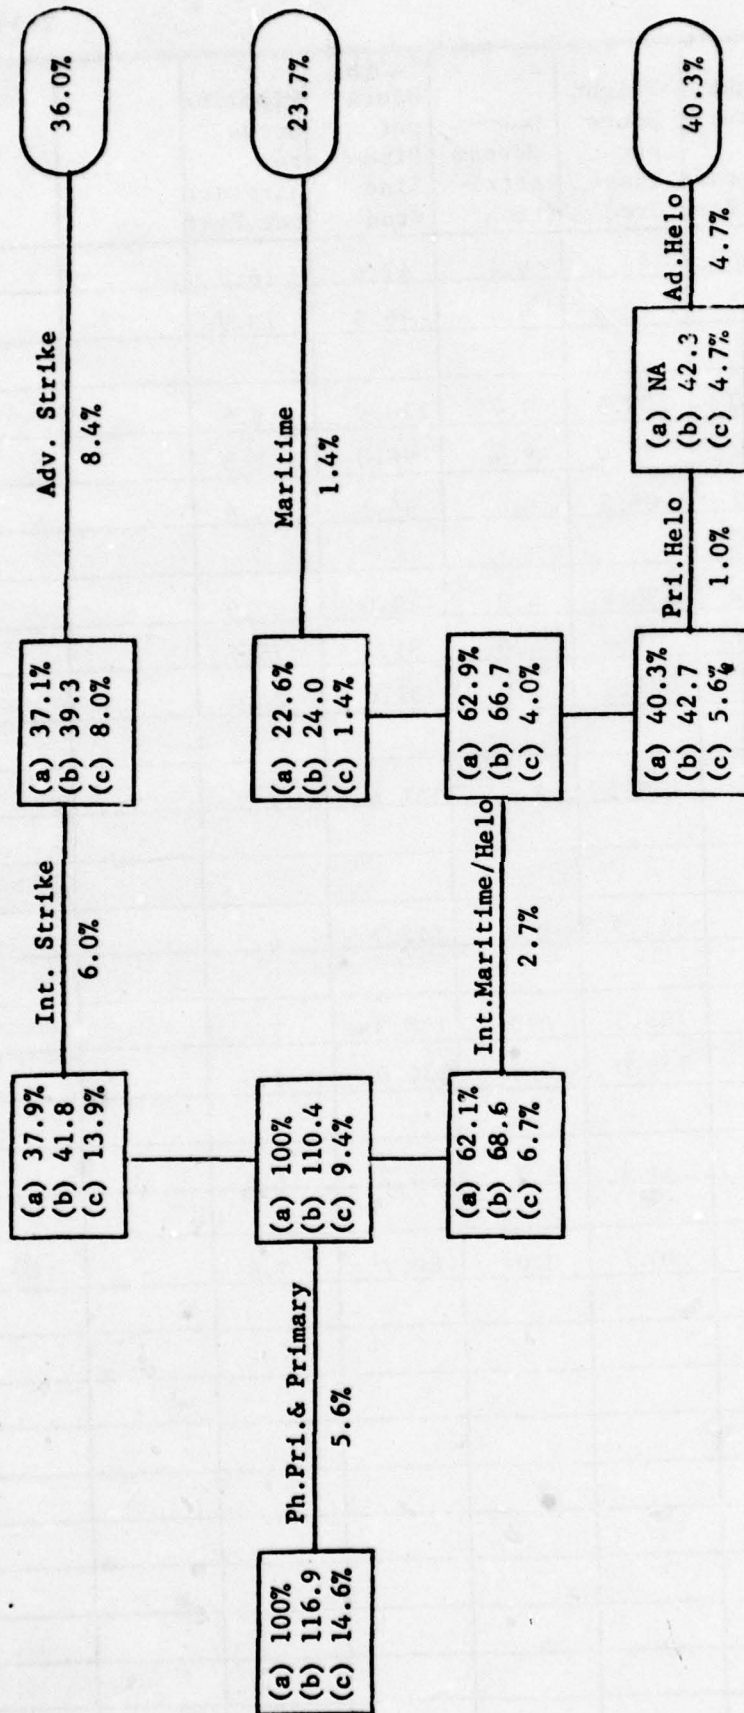 (a) 100%
(b) 116.9
(c) 14.6%
Ph.Pri.& Primary
5.6%
(a) 37.9%
(b) 41.8
(c) 13.9%
(a) 100%
(b) 110.4
(c) 9.4%
(a) 62.1%
(b) 68.6
(c) 6.7%
Int. Strike
6.0%
Int.Maritime/Helo
2.7%
(a) 37.1%
(b) 39.3
(c) 8.0%
(a) 22.6%
(b) 24.0
(c) 1.4%
(a) 62.9%
(b) 66.7
(c) 4.0%
(a) 40.3%
(b) 42.7
(c) 5.6%
Adv. Strike
8.4%
Maritime
1.4%
Pri.Helo
1.0%
(a) NA
(b) 42.3
(c) 4.7%
Ad.Helo
4.7%
36.0%
23.7%
40.3%